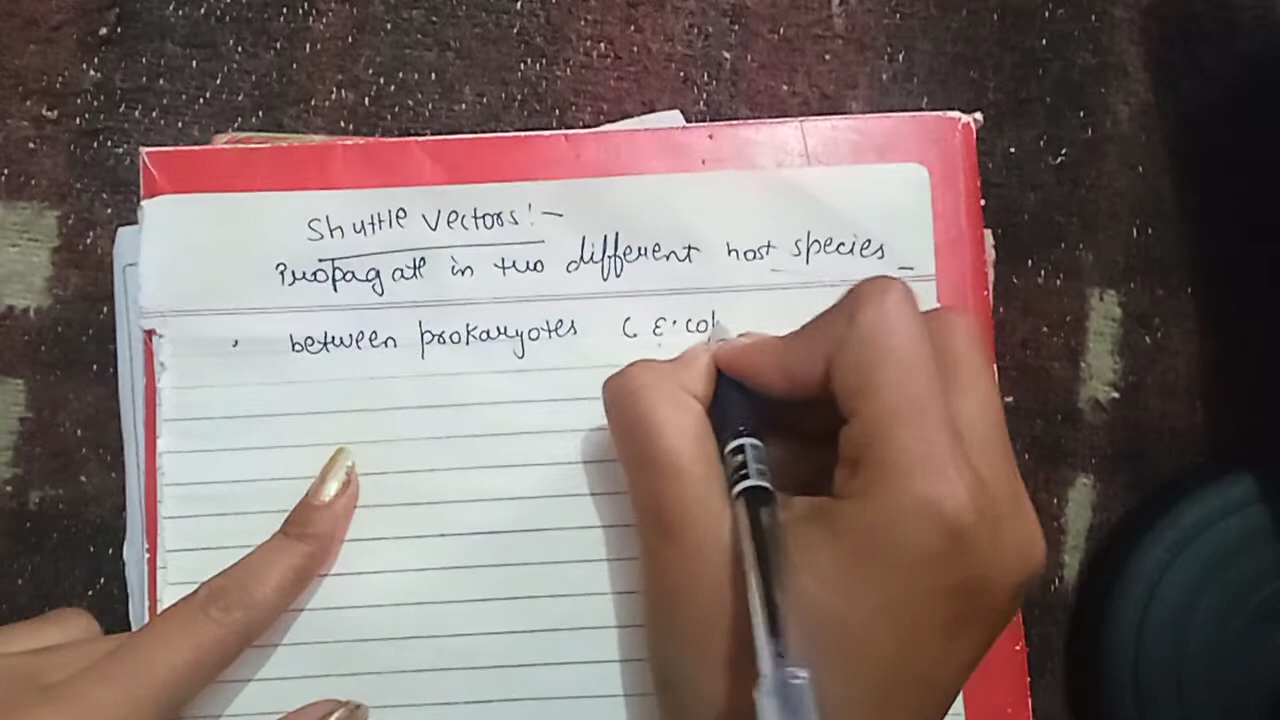 Shuttle Vectors:-
Propagate in two different host species
between prokaryotes ( E. col